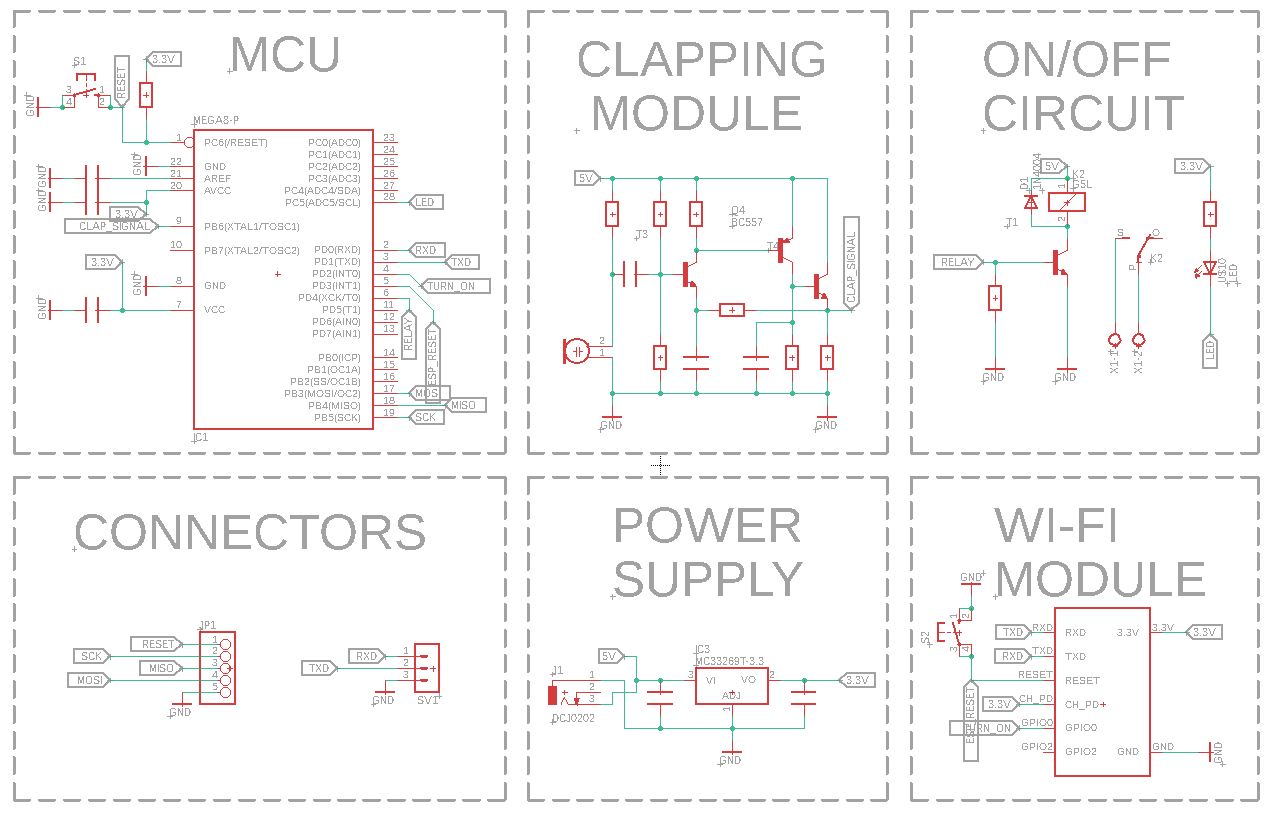 MCU
S1
3
4
1
2
GND
RESET
3.3V
MEGA8-P
1
PC6(/RESET)
GND
22
GND
21
AREF
20
AVCC
GND
GND
3.3V
CLAP_SIGNAL
9
PB6(XTAL1/TOSC1)
10
PB7(XTAL2/TOSC2)
3.3V
GND
8
GND
7
VCC
GND
PC0(ADC0)
23
PC1(ADC1)
24
PC2(ADC2)
25
PC3(ADC3)
26
PC4(ADC4/SDA)
27
PC5(ADC5/SCL)
28
LED
PD0(RXD)
2
RXD
PD1(TXD)
3
TXD
PD2(INT0)
4
PD3(INT1)
5
TURN_ON
PD4(XCK/T0)
6
PD5(T1)
11
PD6(AIN0)
12
PD7(AIN1)
13
RELAY
ESP_RESET
PB0(ICP)
14
PB1(OC1A)
15
PB2(SS/OC1B)
16
PB3(MOSI/OC2)
17
MOSI
PB4(MISO)
18
MISO
PB5(SCK)
19
SCK
IC1
CLAPPING
MODULE
5V
T3
Q4
BC557
T4
CLAP_SIGNAL
2
1
GND
GND
ON/OFF
CIRCUIT
D1
1N4004
5V
K2
G5L
1
2
T1
RELAY
GND
GND
S
O
P
K2
X1-1
X1-2
3.3V
LED
LED
CONNECTORS
JP1
RESET
1
SCK
2
MISO
3
MOSI
4
5
GND
RXD
1
TXD
2
3
GND
SV1
POWER
SUPPLY
5V
J1
1
2
3
DCJ0202
IC3
MC33269T-3.3
3
VI
VO
2
ADJ
1
3.3V
GND
WI-FI
MODULE
GND
S2
1
2
3
4
TXD
RXD
RXD
RXD
TXD
TXD
RESET
RESET
3.3V
CH_PD
CH_PD
TURN_ON
GPIO0
GPIO0
GPIO2
GPIO2
ESP_RESET
3.3V
3.3V
3.3V
GND
GND
GND